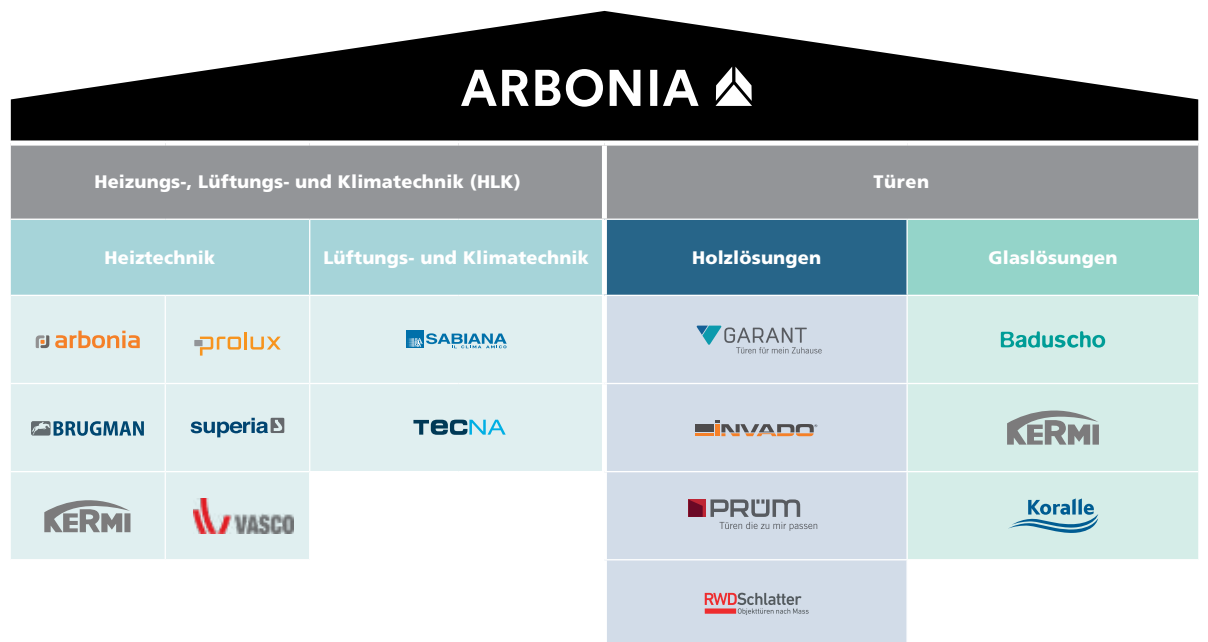 ARBONIA
Heizungs-, Lüftungs- und Klimatechnik (HLK)
Türen
Heiztechnik
Lüftungs- und Klimatechnik
Holzlösungen
Glaslösungen
arbonia
prolux
SABIANA
IL CLIMA AMICO
GARANT
Türen für mein Zuhause
Baduscho
BRUGMAN
superia
TECNA
INVADO
KERMI
KERMI
VASCO
PRÜM
Türen die zu mir passen
Koralle
RWDSchlatter
Objekttüren nach Mass